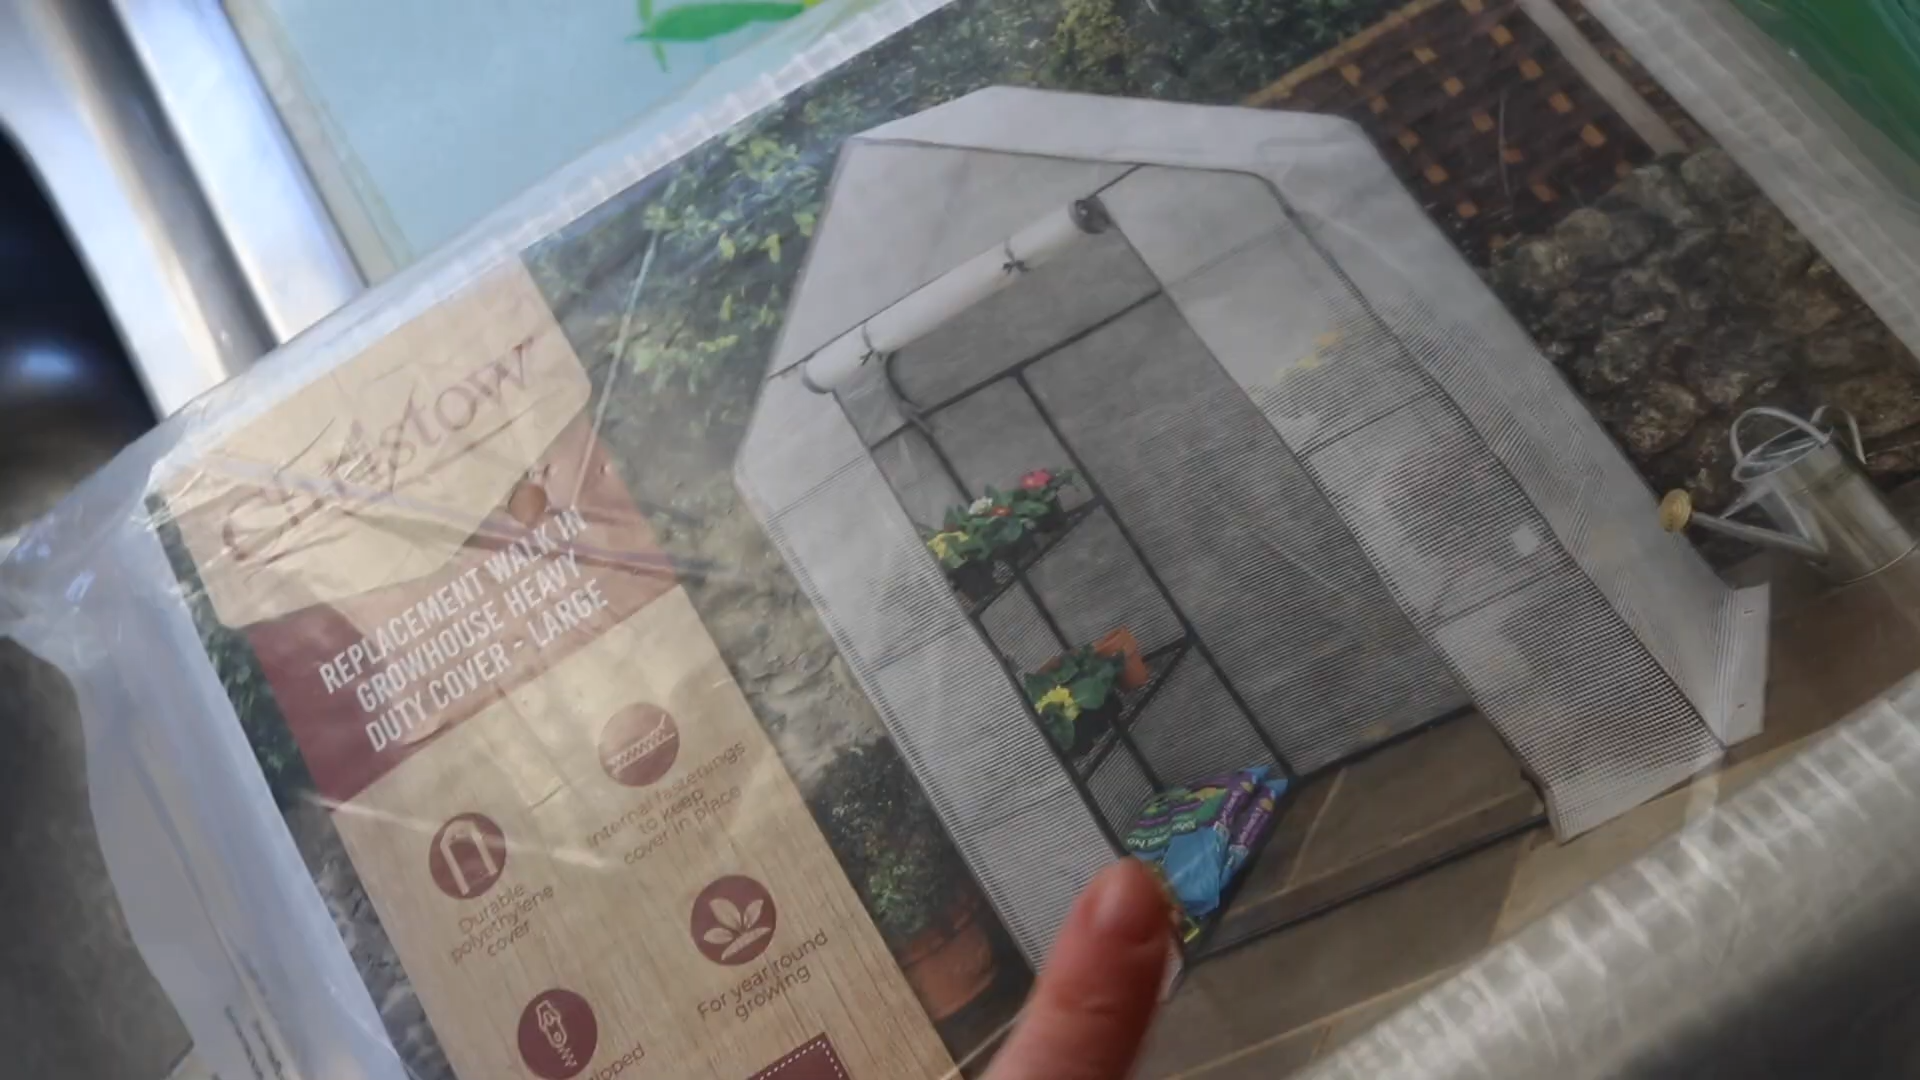 Christow
REPLACEMENT WALK IN
GROWHOUSE HEAVY
DUTY COVER - LARGE
Internal fastenings
to keep
cover in place
Durable
polyethylene
cover
For year round
growing